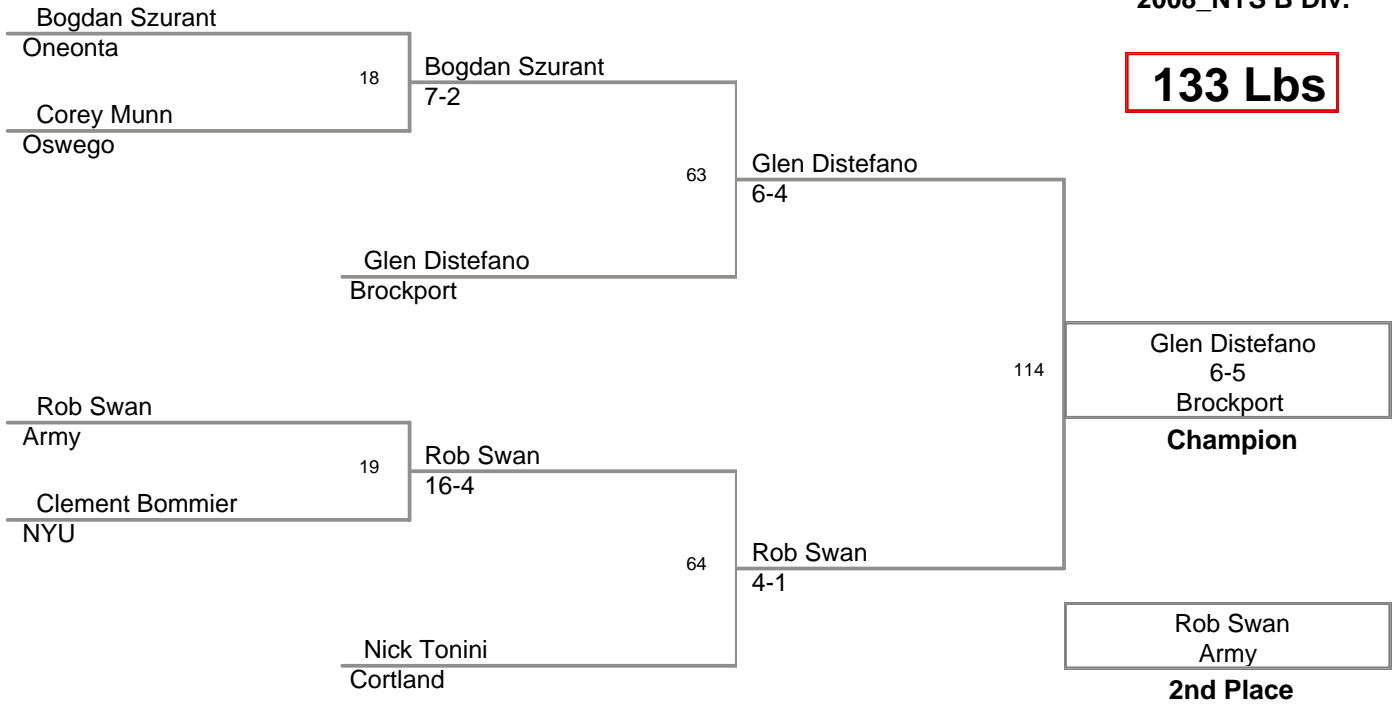 2008_NYS B Div.
133 Lbs
Bogdan Szurant
Oneonta
18
Corey Munn
Oswego
Bogdan Szurant
7-2
63
Glen Distefano
Brockport
Glen Distefano
6-4
Rob Swan
Army
19
Clement Bommier
NYU
Rob Swan
16-4
64
Nick Tonini
Cortland
Rob Swan
4-1
114
Glen Distefano
6-5
Brockport
Champion
Rob Swan
Army
2nd Place